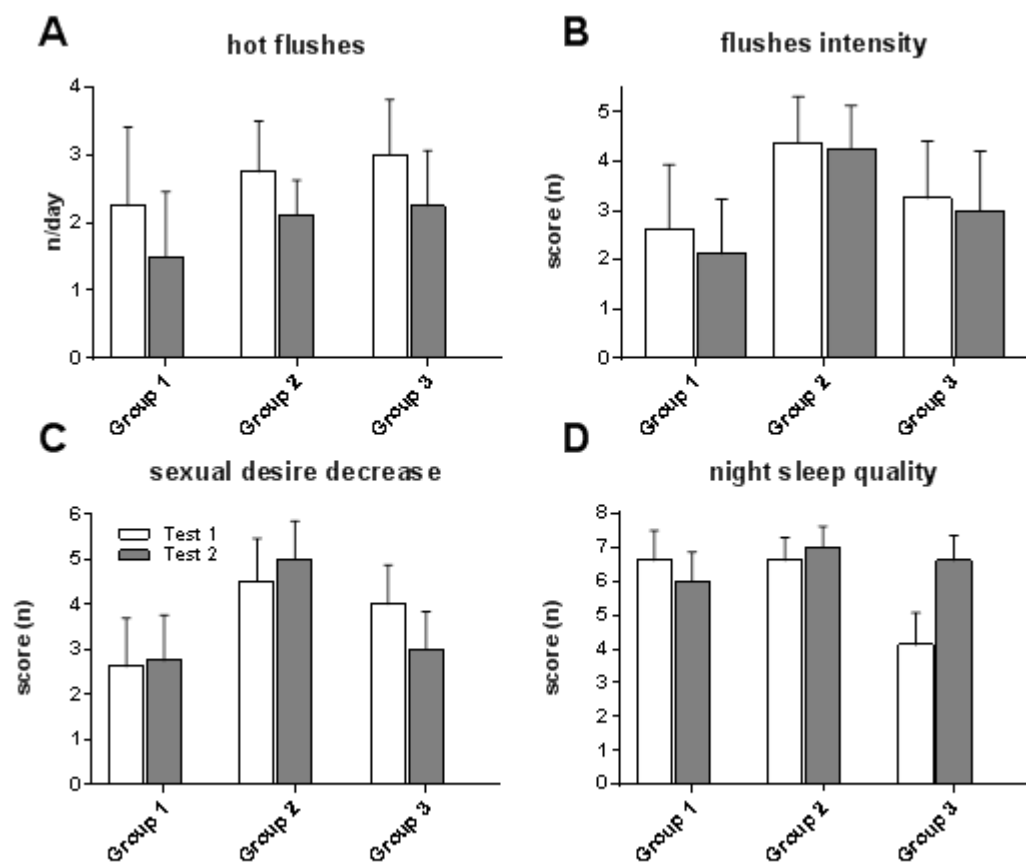 A
hot flushes
4
3
2
1
0
n/day
Group 1
Group 2
Group 3
B
flushes intensity
5
4
3
2
1
0
score (n)
Group 1
Group 2
Group 3
C
sexual desire decrease
6
5
4
3
2
1
0
score (n)
Test 1
Test 2
Group 1
Group 2
Group 3
D
night sleep quality
8
7
6
5
4
3
2
1
0
score (n)
Group 1
Group 2
Group 3